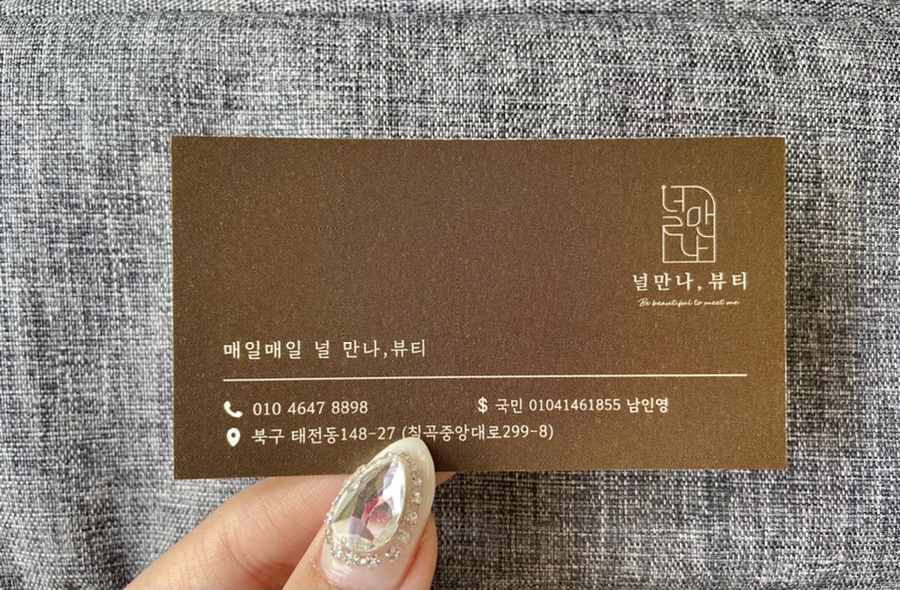 널만나
널만나,뷰티
Be beautiful to meet me
매일매일 널 만나,뷰티
010 4647 8898
$ 국민 01041461855 남인영
북구 태전동148-27 (칠곡중앙대로299-8)